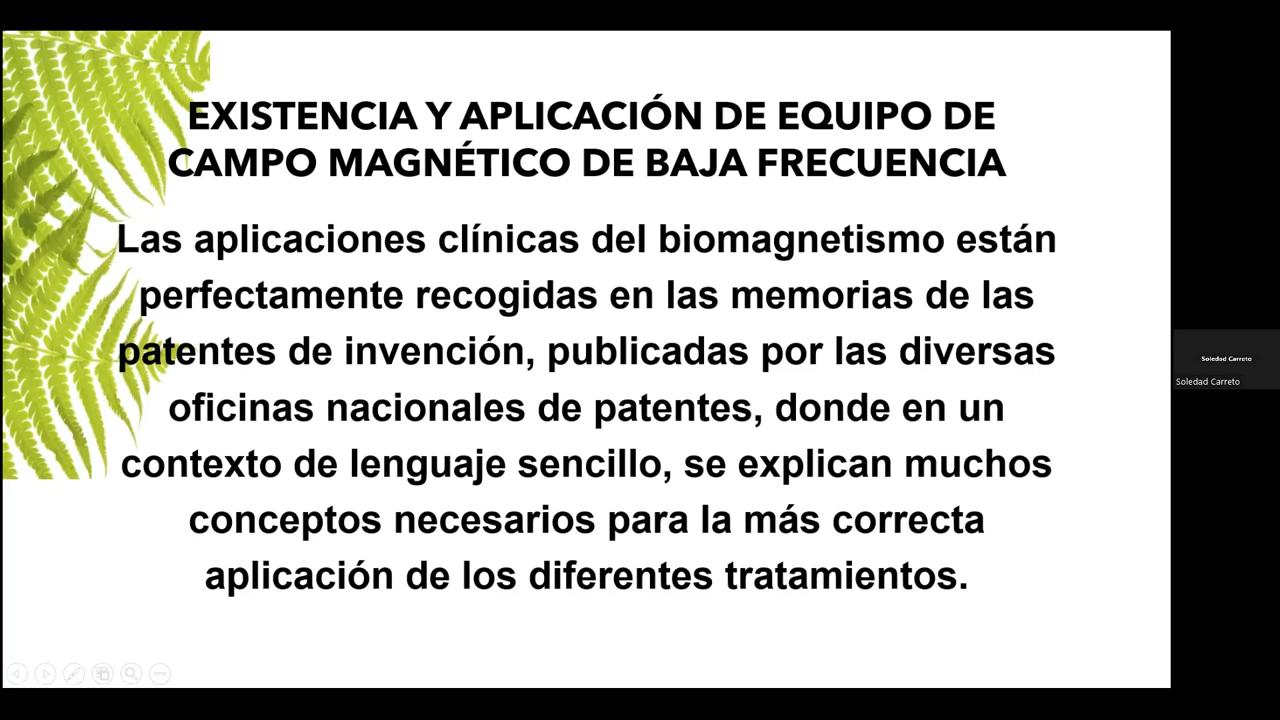 EXISTENCIA Y APLICACIÓN DE EQUIPO DE
CAMPO MAGNÉTICO DE BAJA FRECUENCIA
Las aplicaciones clínicas del biomagnetismo están
perfectamente recogidas en las memorias de las
patentes de invención, publicadas por las diversas
oficinas nacionales de patentes, donde en un
contexto de lenguaje sencillo, se explican muchos
conceptos necesarios para la más correcta
aplicación de los diferentes tratamientos.
Soledad Carreto
Soledad Carreto